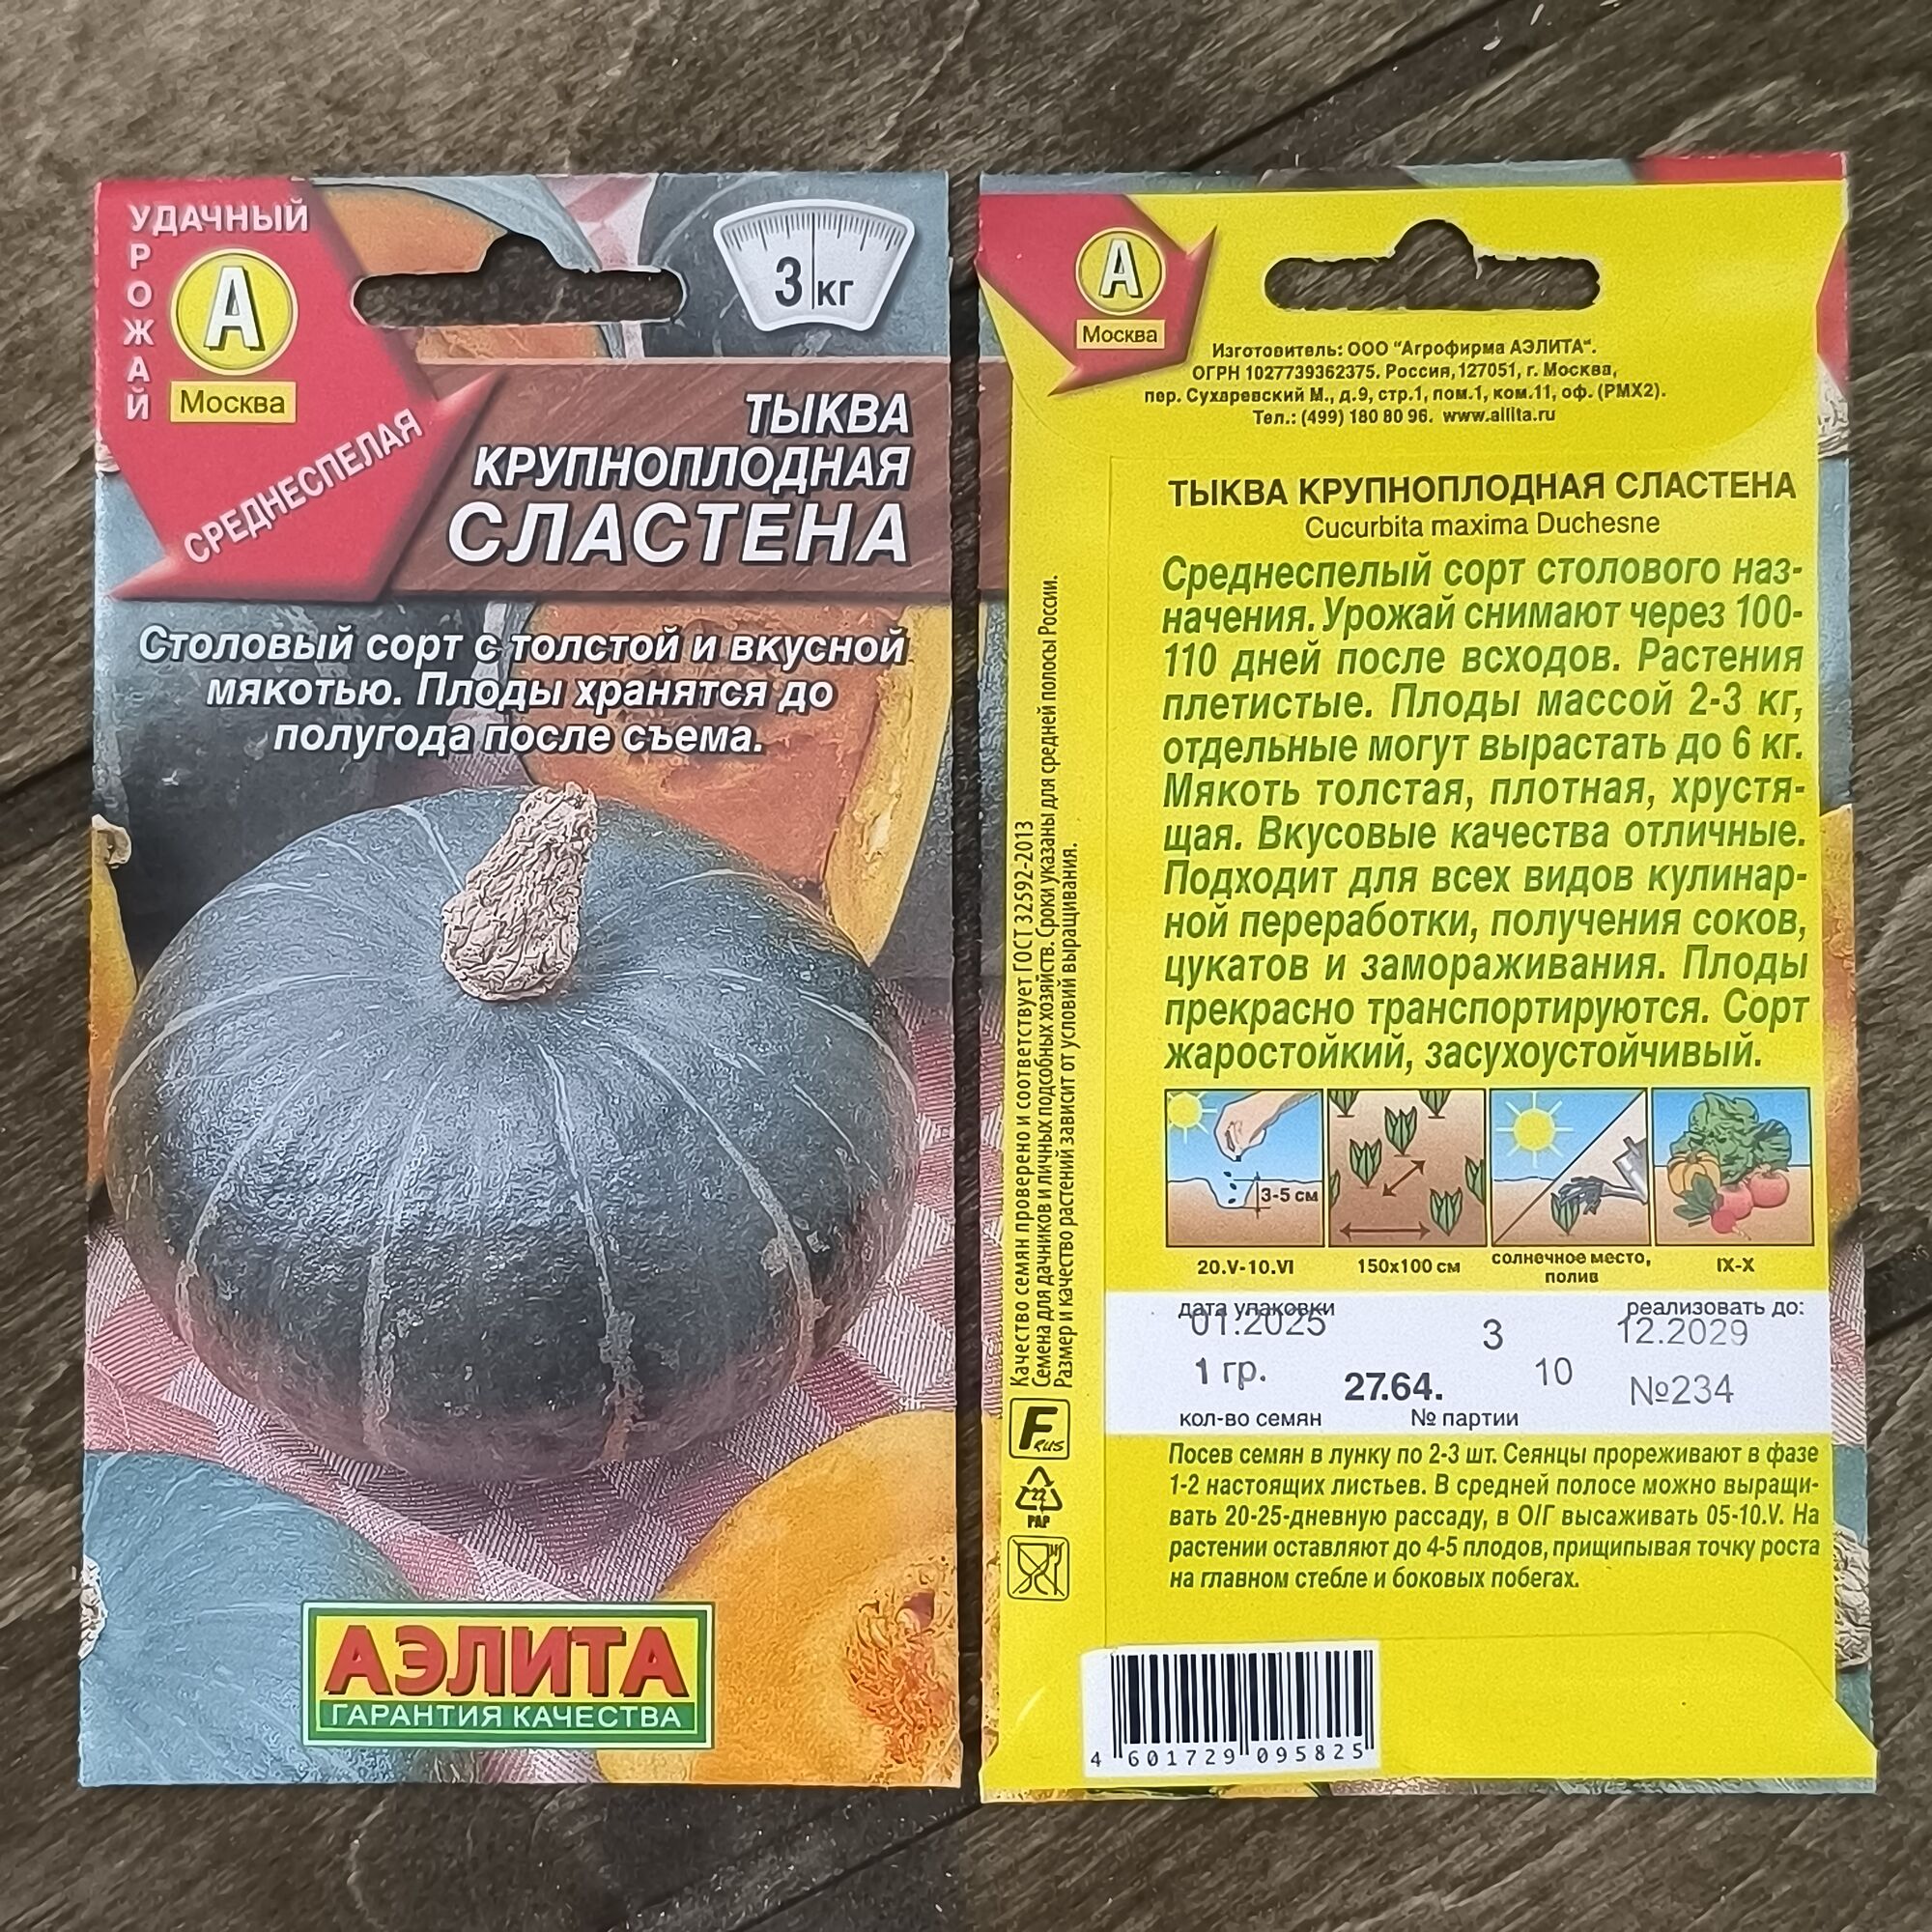 УДАЧНЫЙ
УРОЖАЙ
А
Москва
СРЕДНЕСПЕЛАЯ
3 кг
ТЫКВА
КРУПНОПЛОДНАЯ
СЛАСТЕНА
Столовый сорт с толстой и вкусной
мякотью. Плоды хранятся до
полугода после съема.
АЭЛИТА
ГАРАНТИЯ КАЧЕСТВА
А
Москва
Изготовитель: ООО "Агрофирма АЭЛИТА".
ОГРН 1027739362375. Россия,127051, г. Москва,
пер. Сухаревский М., д.9, стр.1, пом.1, ком.11, оф. (РМХ2).
Тел.: (499) 180 80 96. www.ailita.ru
ТЫКВА КРУПНОПЛОДНАЯ СЛАСТЕНА
Cucurbita maxima Duchesne
Среднеспелый сорт столового наз-
начения. Урожай снимают через 100-
110 дней после всходов. Растения
плетистые. Плоды массой 2-3 кг,
отдельные могут вырастать до 6 кг.
Мякоть толстая, плотная, хрустя-
щая. Вкусовые качества отличные.
Подходит для всех видов кулинар-
ной переработки, получения соков,
цукатов и замораживания. Плоды
прекрасно транспортируются. Сорт
жаростойкий, засухоустойчивый.
3-5 см
20.V-10.VI
150x100 см
солнечное место,
полив
IX-X
дата упаковки
реализовать до:
01.2025
3
12.2029
1 гр.
27.64.
10
№234
кол-во семян
№ партии
Посев семян в лунку по 2-3 шт. Сеянцы прореживают в фазе
1-2 настоящих листьев. В средней полосе можно выращи-
вать 20-25-дневную рассаду, в О/Г высаживать 05-10.V. На
растении оставляют до 4-5 плодов, прищипывая точку роста
на главном стебле и боковых побегах.
Качество семян проверено и соответствует ГОСТ 32592-2013
Семена для дачников и личных подсобных хозяйств. Сроки указаны для средней полосы России.
Размер и качество растений зависит от условий выращивания.
F RUS
22
PAP
4 601729 095825